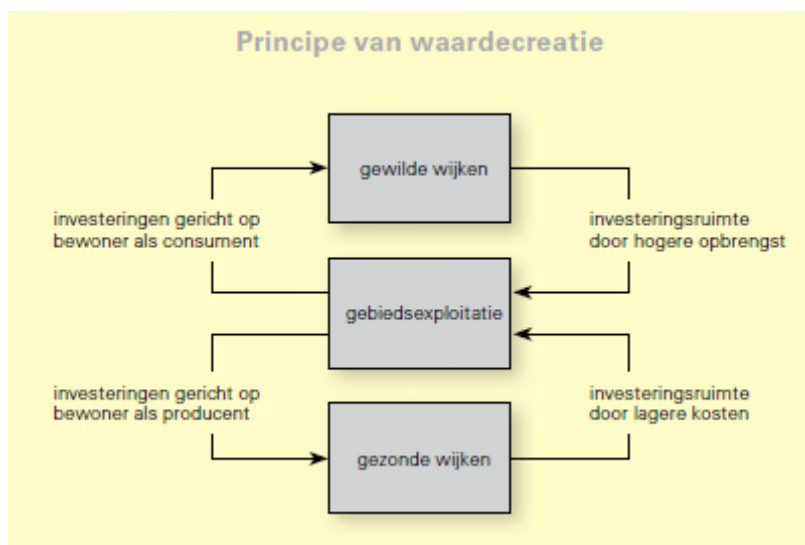 Principe van waardecreatie
gewilde wijken
investeringen gericht op
bewoner als consument
investeringsruimte
door hogere opbrengst
gebiedsexploitatie
investeringen gericht op
bewoner als producent
investeringsruimte
door lagere kosten
gezonde wijken